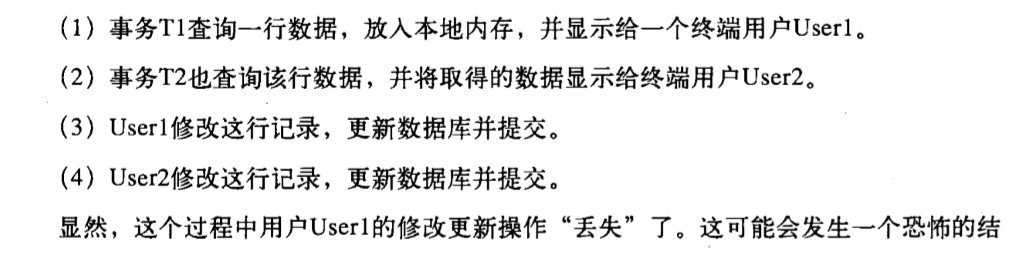 (1) 事务T1查询一行数据，放入本地内存，并显示给一个终端用户User1。
(2) 事务T2也查询该行数据，并将取得的数据显示给终端用户User2。
(3) User1修改这行记录，更新数据库并提交。
(4) User2修改这行记录，更新数据库并提交。
显然，这个过程中用户User1的修改更新操作“丢失”了。这可能会发生一个恐怖的结